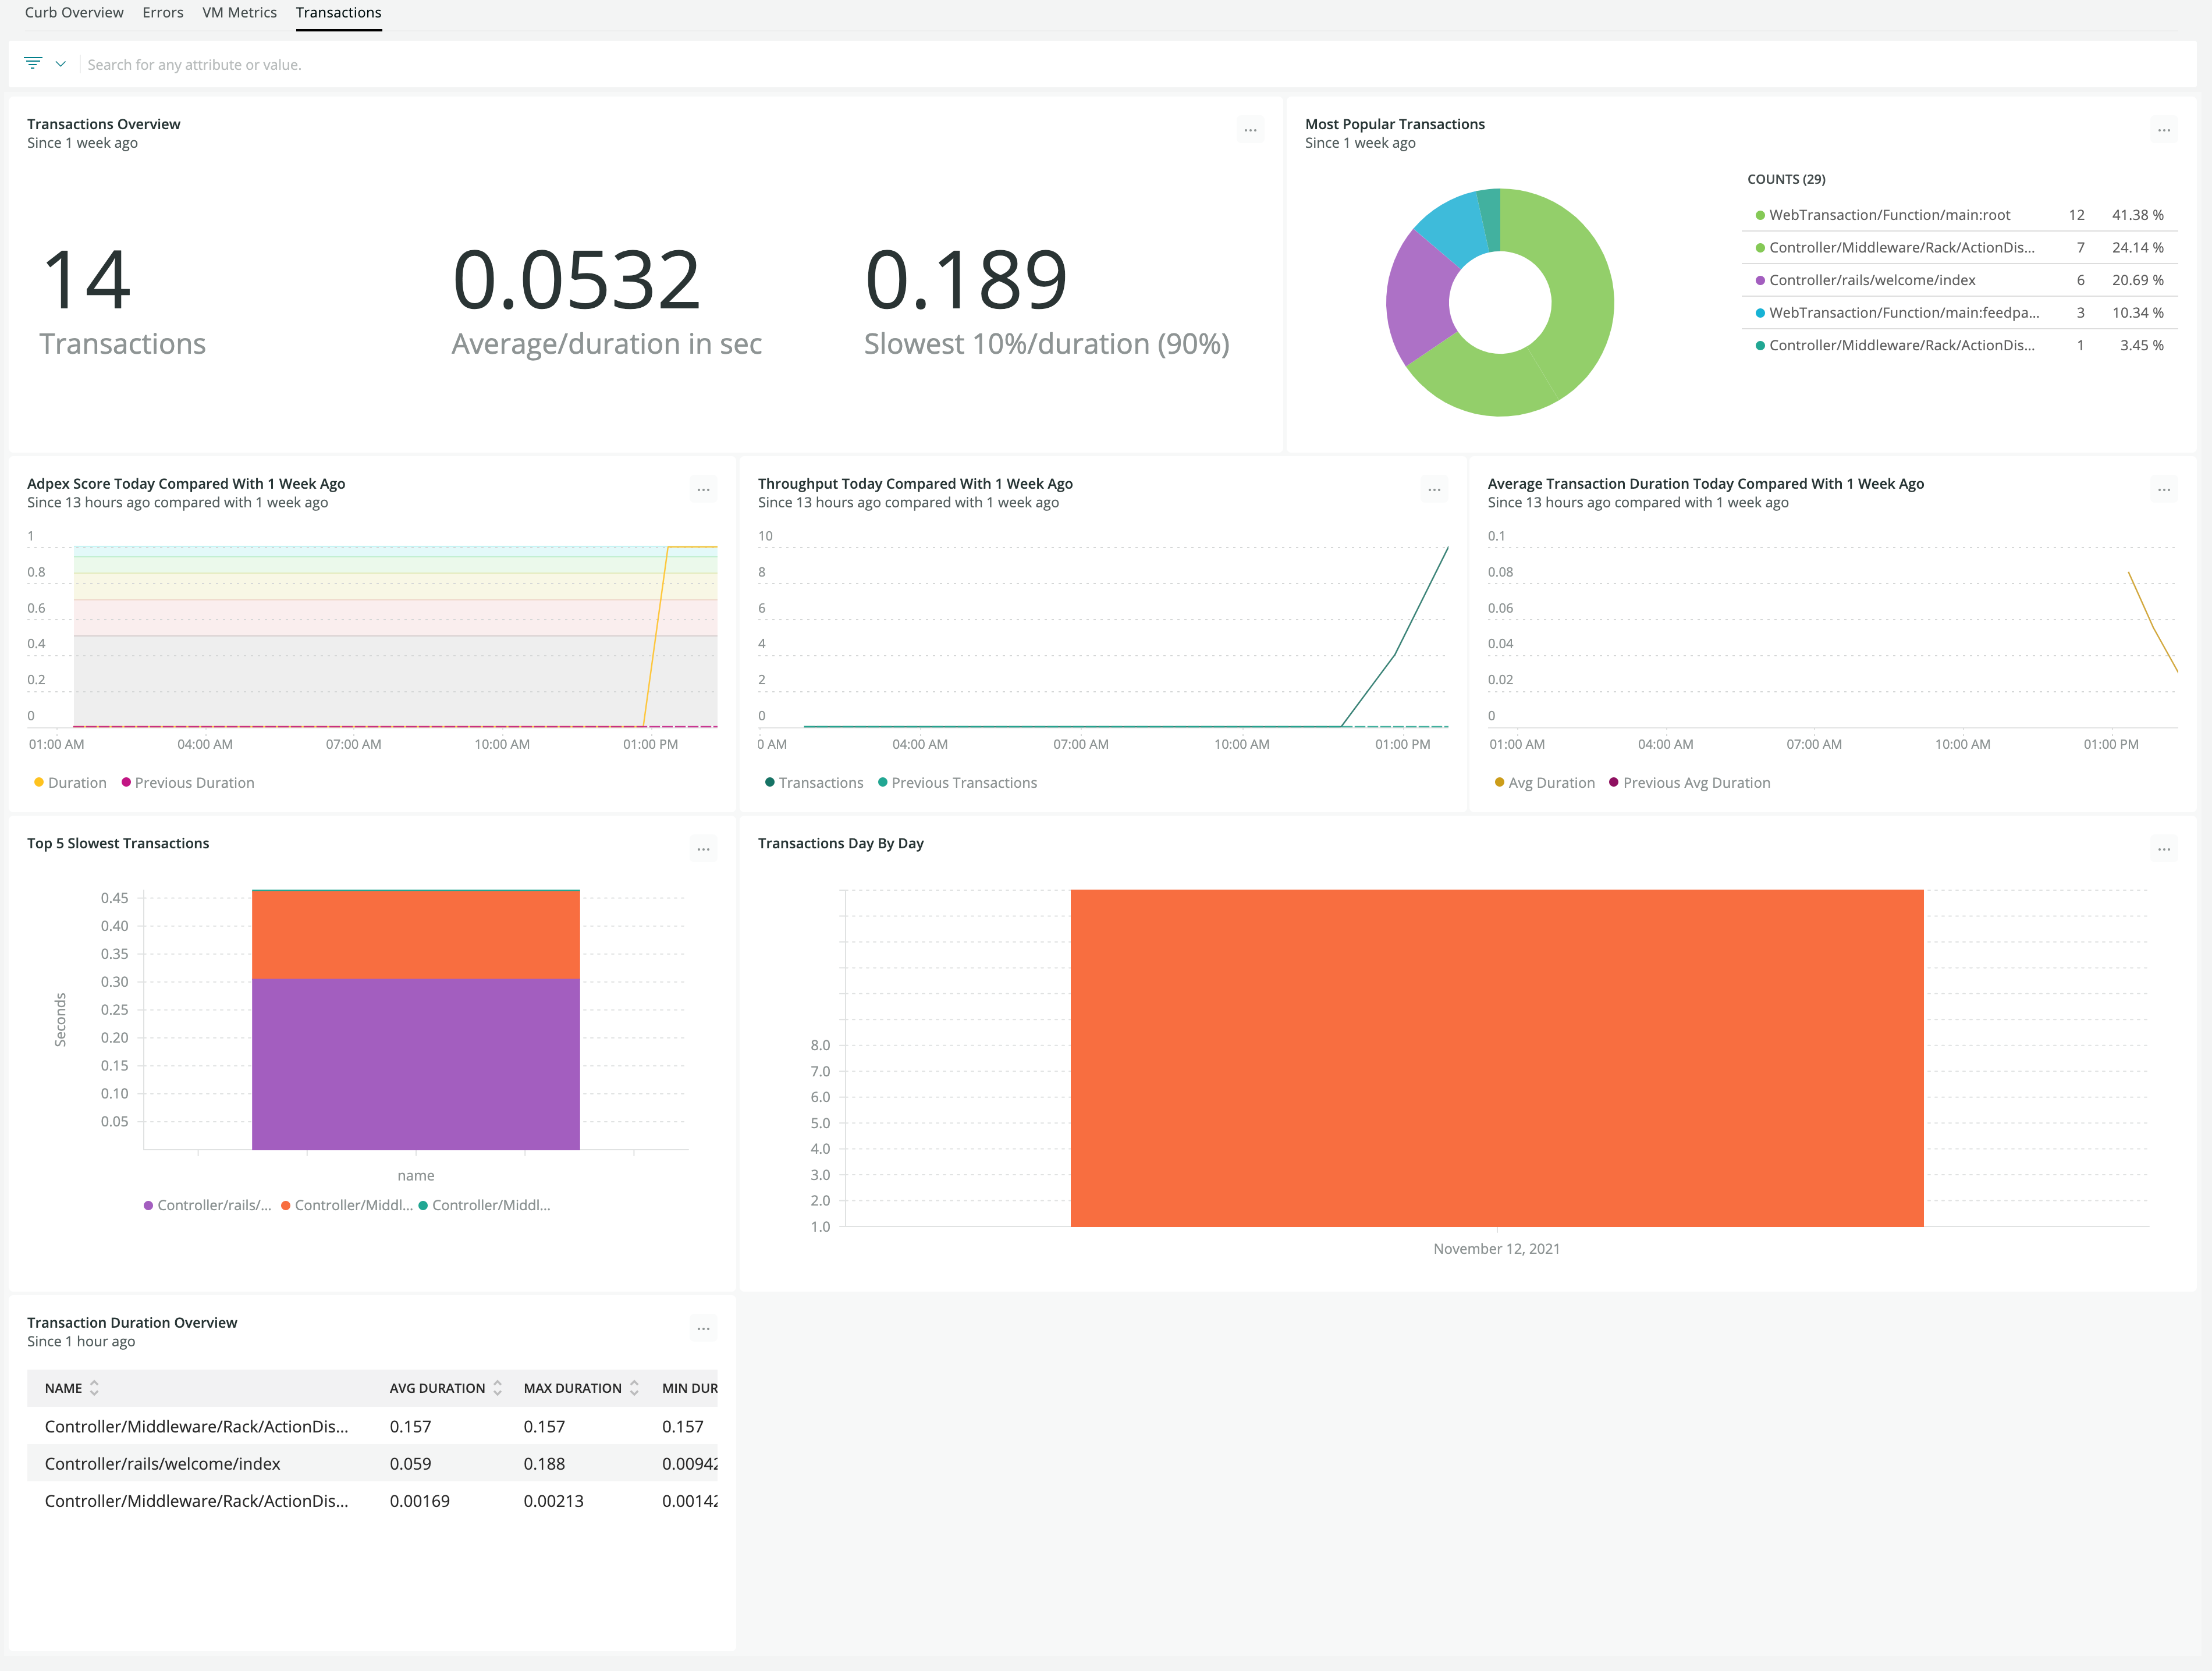 Curb Overview Errors VM Metrics Transactions
Search for any attribute or value.
Transactions Overview
Since 1 week ago
...
14
Transactions
0.0532
Average/duration in sec
0.189
Slowest 10%/duration (90%)
Most Popular Transactions
Since 1 week ago
...
COUNTS (29)
WebTransaction/Function/main:root 12 41.38 %
Controller/Middleware/Rack/ActionDis... 7 24.14 %
Controller/rails/welcome/index 6 20.69 %
WebTransaction/Function/main:feedpa... 3 10.34 %
Controller/Middleware/Rack/ActionDis... 1 3.45 %
Adpex Score Today Compared With 1 Week Ago
Since 13 hours ago compared with 1 week ago
...
1
0.8
0.6
0.4
0.2
0
01:00 AM 04:00 AM 07:00 AM 10:00 AM 01:00 PM
Duration Previous Duration
Throughput Today Compared With 1 Week Ago
Since 13 hours ago compared with 1 week ago
...
10
8
6
4
2
0
0 AM 04:00 AM 07:00 AM 10:00 AM 01:00 PM
Transactions Previous Transactions
Average Transaction Duration Today Compared With 1 Week Ago
Since 13 hours ago compared with 1 week ago
...
0.1
0.08
0.06
0.04
0.02
0
01:00 AM 04:00 AM 07:00 AM 10:00 AM 01:00 PM
Avg Duration Previous Avg Duration
Top 5 Slowest Transactions
...
Seconds
0.45
0.40
0.35
0.30
0.25
0.20
0.15
0.10
0.05
name
Controller/rails/... Controller/Middl... Controller/Middl...
Transactions Day By Day
...
8.0
7.0
6.0
5.0
4.0
3.0
2.0
1.0
November 12, 2021
Transaction Duration Overview
Since 1 hour ago
...
NAME AVG DURATION MAX DURATION MIN DUR
Controller/Middleware/Rack/ActionDis... 0.157 0.157 0.157
Controller/rails/welcome/index 0.059 0.188 0.00942
Controller/Middleware/Rack/ActionDis... 0.00169 0.00213 0.00142